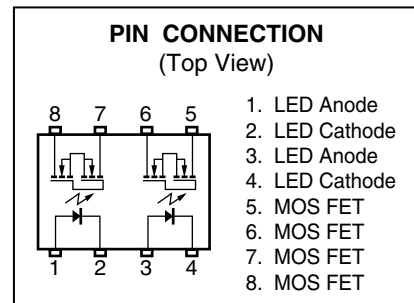 PIN CONNECTION
(Top View)
8 7 6 5
1 2 3 4
1. LED Anode
2. LED Cathode
3. LED Anode
4. LED Cathode
5. MOS FET
6. MOS FET
7. MOS FET
8. MOS FET